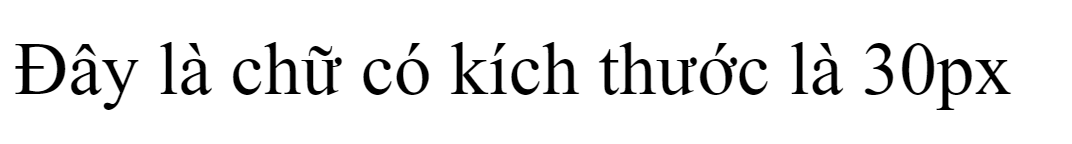 Đây là chữ có kích thước là 30px